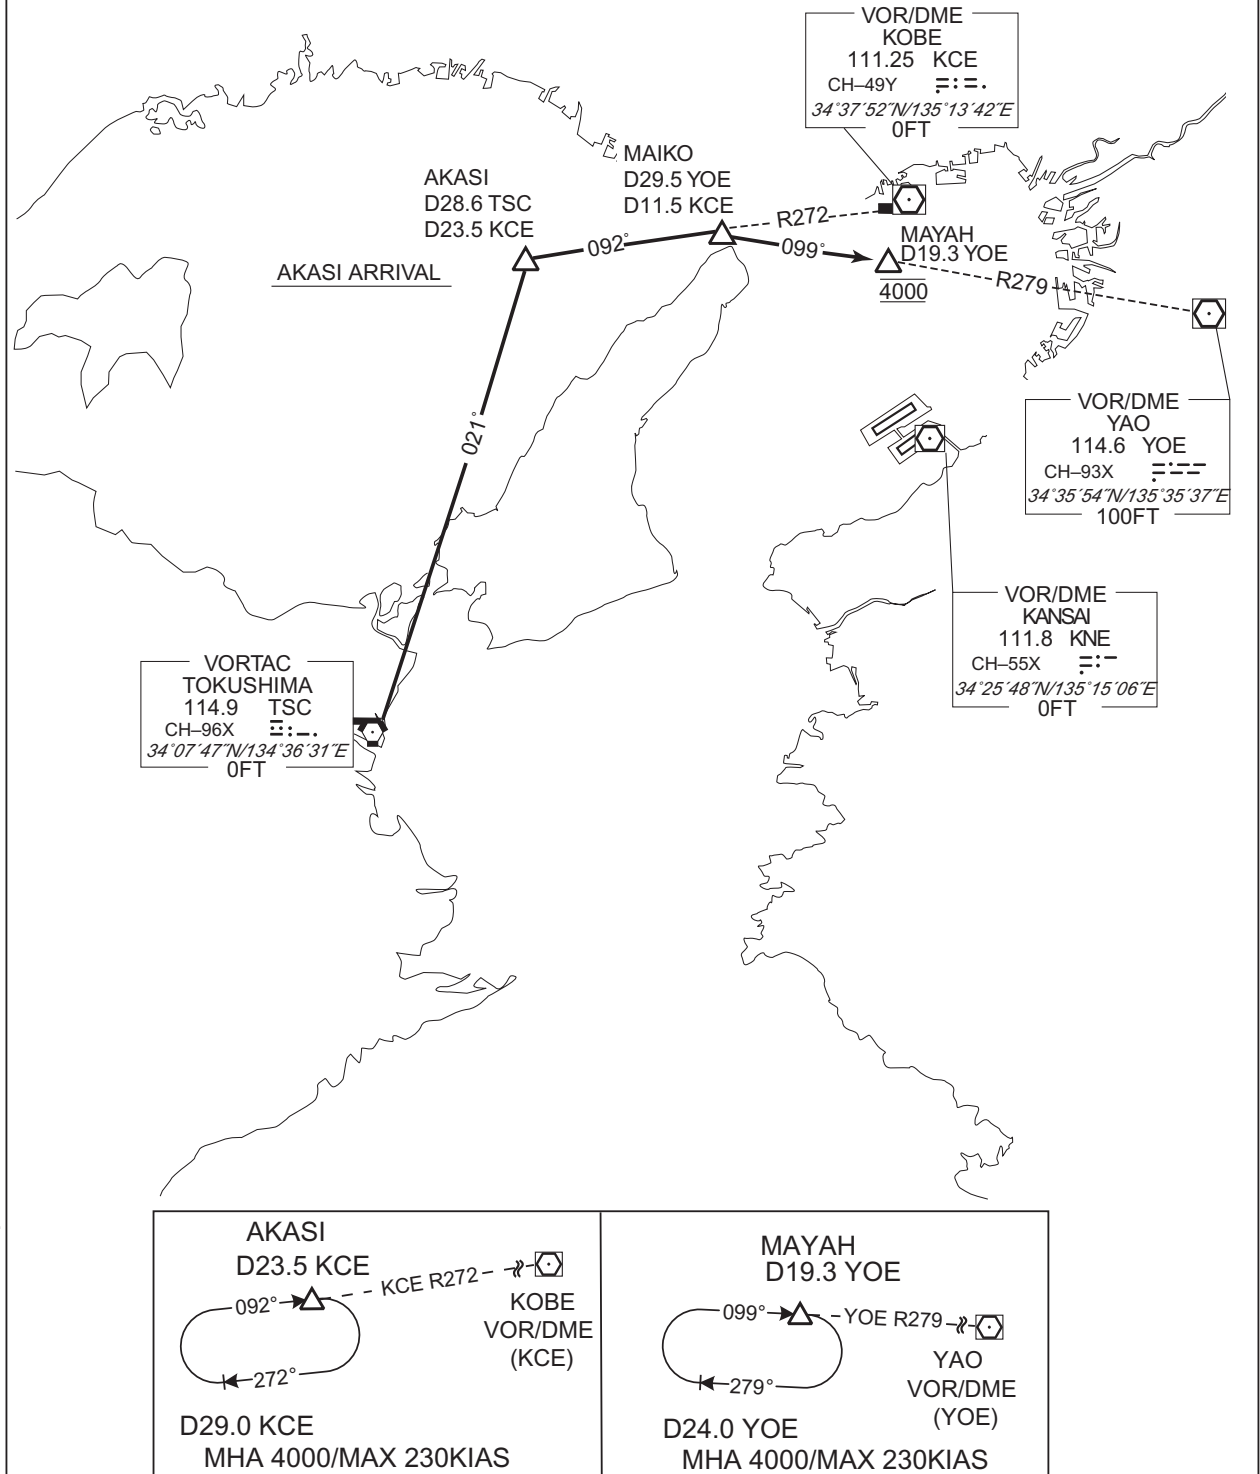 VOR/DME
KOBE
111.25 KCE
CH–49Y
34°37´52˝N/135°13´42˝E
0FT
MAIKO
D29.5 YOE
D11.5 KCE
AKASI
D28.6 TSC
D23.5 KCE
R272
092°
099°
MAYAH
D19.3 YOE
4000
R279
AKASI ARRIVAL
021°
VOR/DME
YAO
114.6 YOE
CH–93X
34°35´54˝N/135°35´37˝E
100FT
VOR/DME
KANSAI
111.8 KNE
CH–55X
34°25´48˝N/135°15´06˝E
0FT
VORTAC
TOKUSHIMA
114.9 TSC
CH–96X
34°07´47˝N/134°36´31˝E
0FT
AKASI
D23.5 KCE
092°
KCE R272
KOBE
VOR/DME
(KCE)
272°
D29.0 KCE
MHA 4000/MAX 230KIAS
MAYAH
D19.3 YOE
099°
YOE R279
YAO
VOR/DME
(YOE)
279°
D24.0 YOE
MHA 4000/MAX 230KIAS